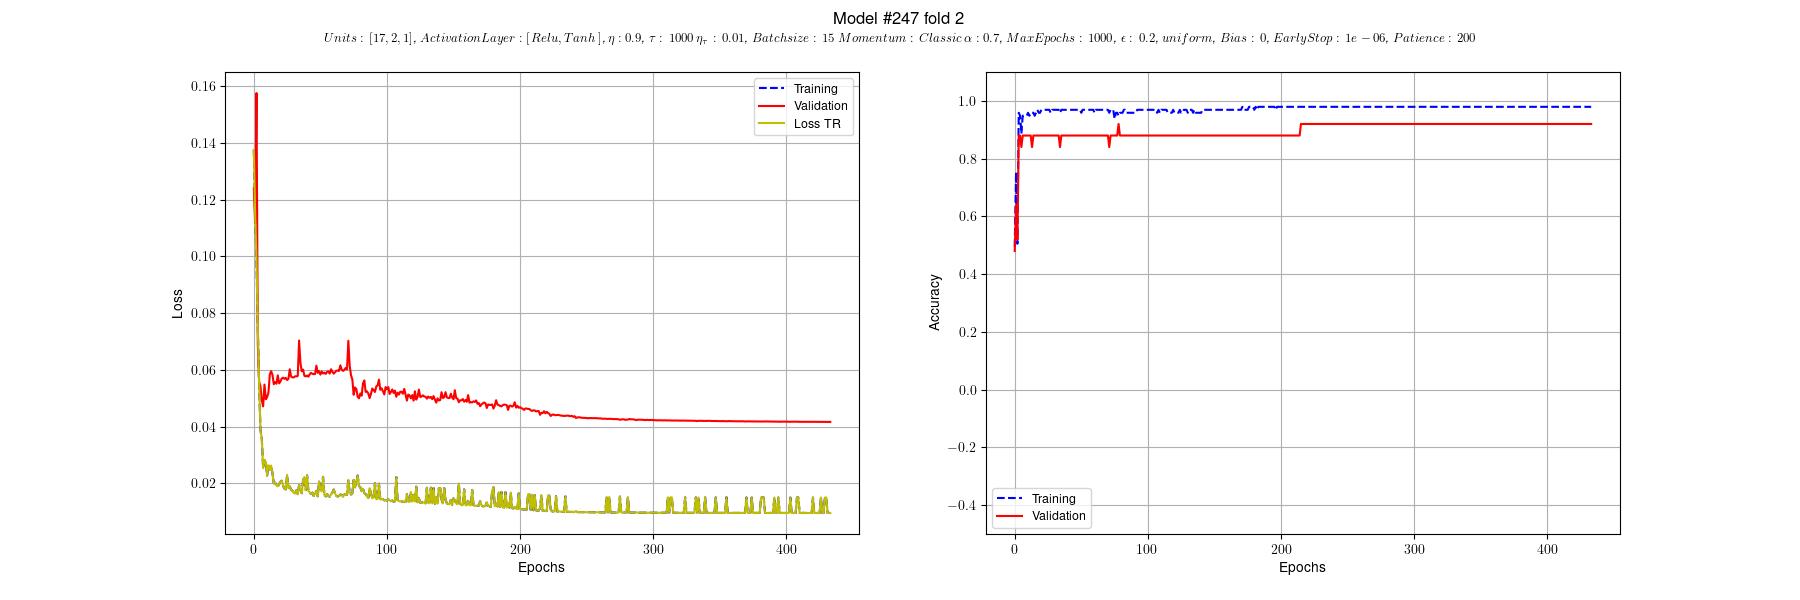 Model #247 fold 2
Units : [17, 2, 1], ActivationLayer : [Relu, Tanh], η : 0.9, τ : 1000 η_τ : 0.01, Batchsize : 15 Momentum : Classic α : 0.7, MaxEpochs : 1000, ϵ : 0.2, uniform, Bias : 0, EarlyStop : 1e − 06, Patience : 200
0.16
0.14
0.12
0.10
0.08
0.06
0.04
0.02
Loss
Training
Validation
Loss TR
0 100 200 300 400
Epochs
1.0
0.8
0.6
0.4
0.2
0.0
−0.2
−0.4
Accuracy
Training
Validation
0 100 200 300 400
Epochs